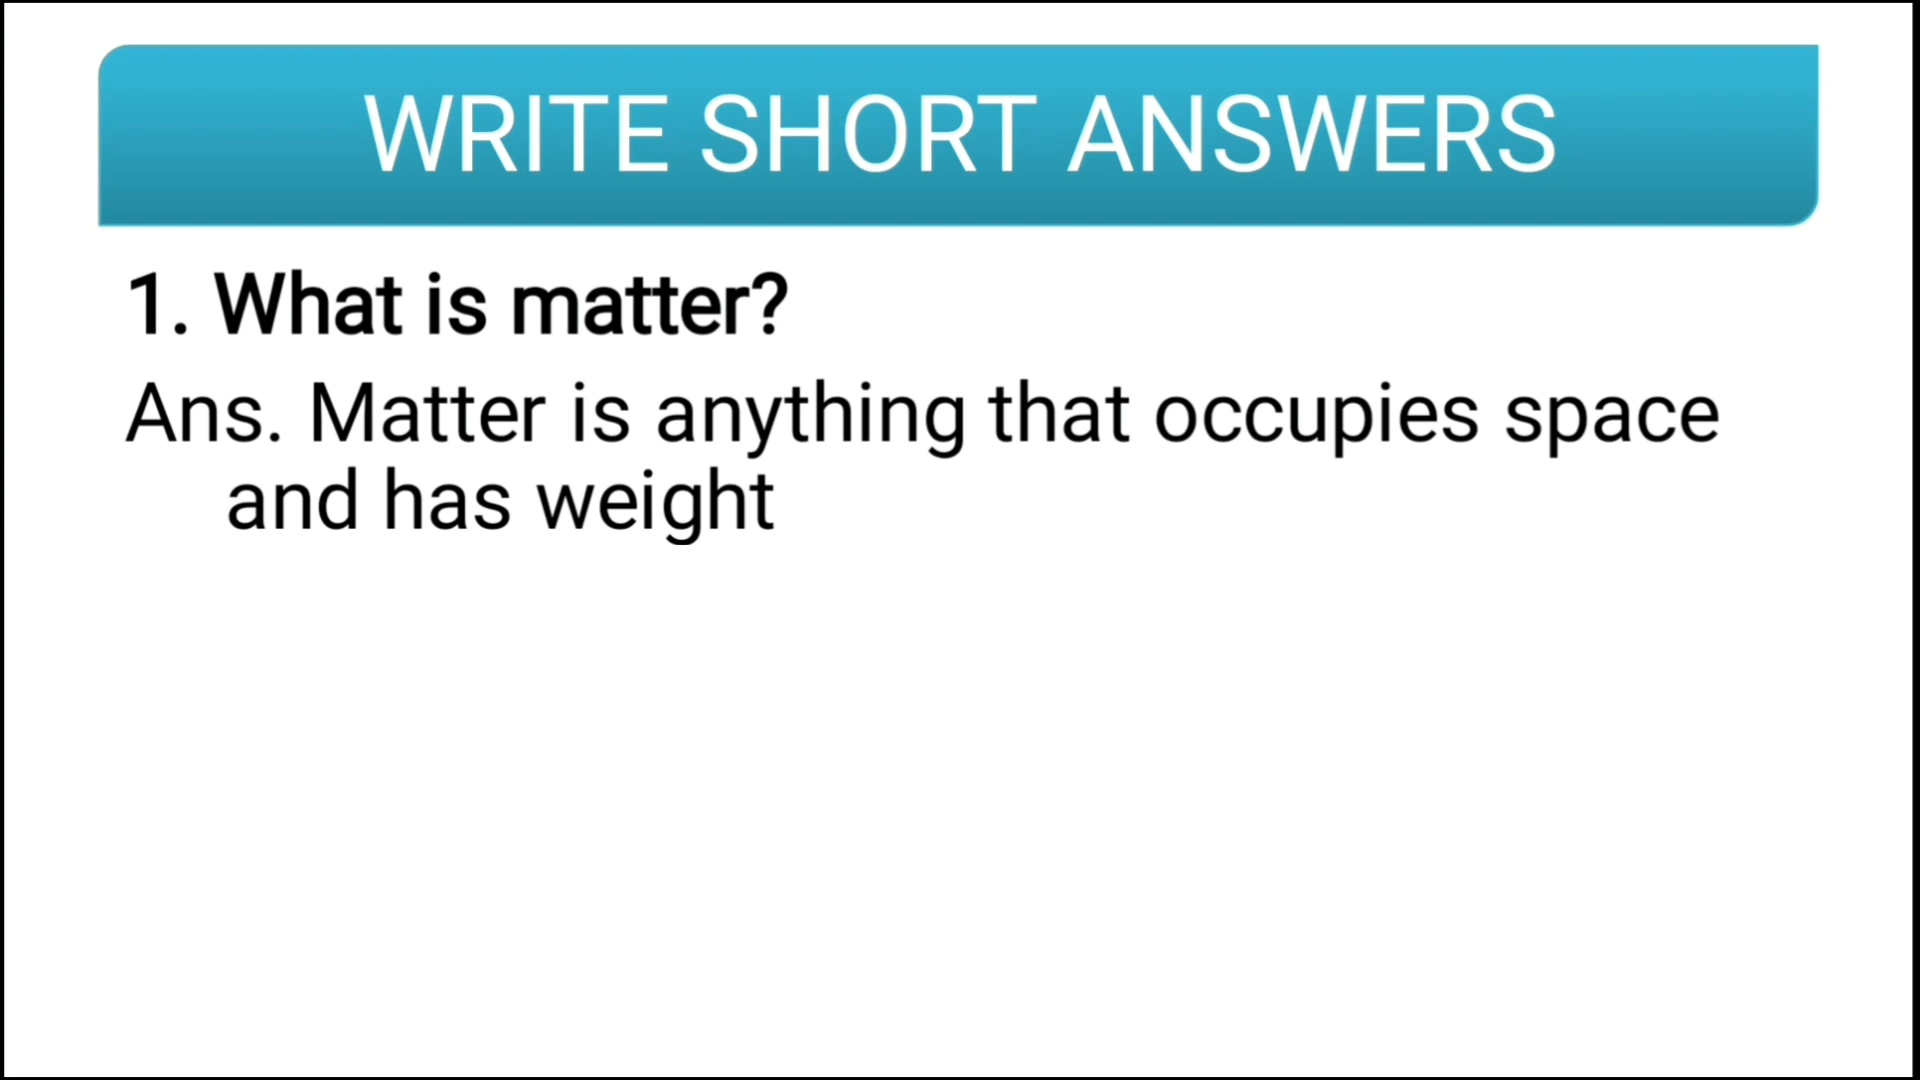 WRITE SHORT ANSWERS
1. What is matter?
Ans. Matter is anything that occupies space
and has weight